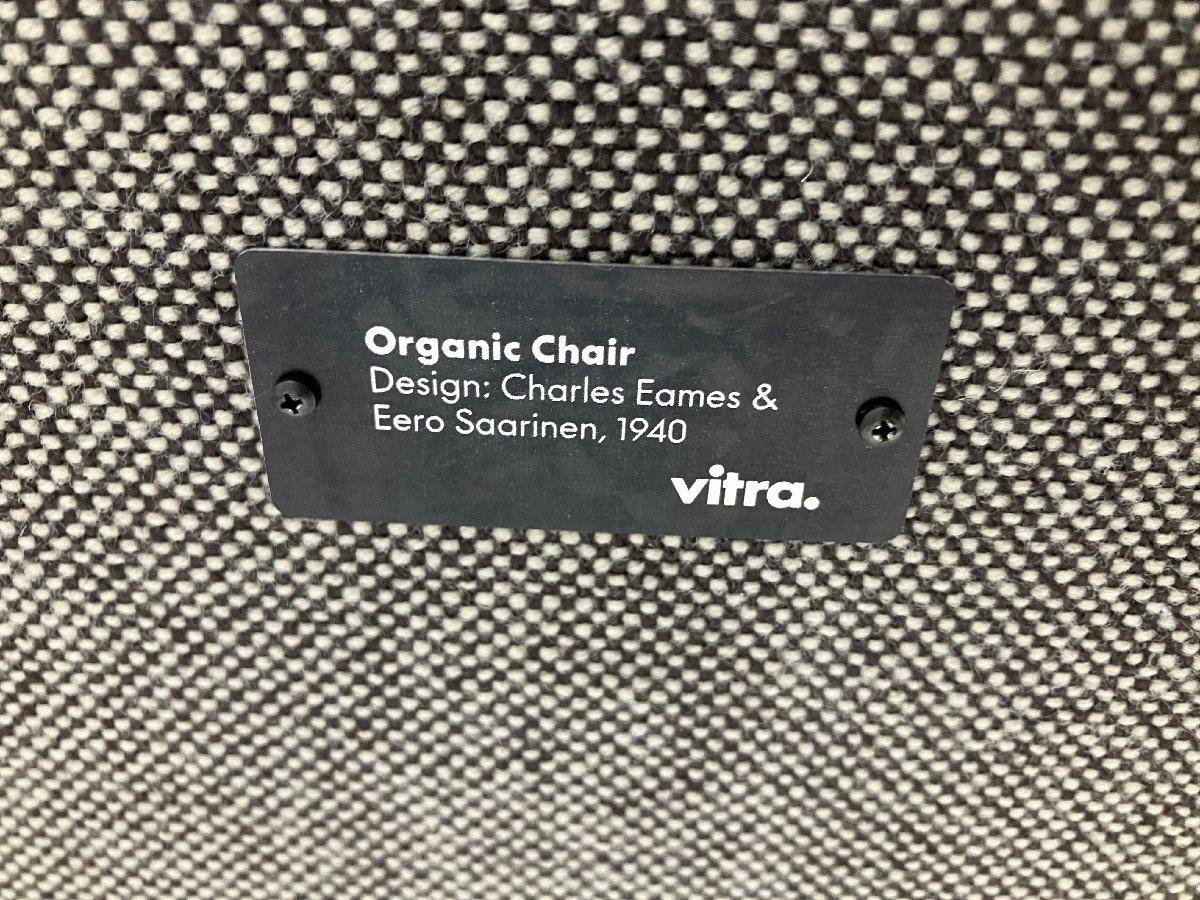 Organic Chair
Design: Charles Eames &
Eero Saarinen, 1940
vitra.